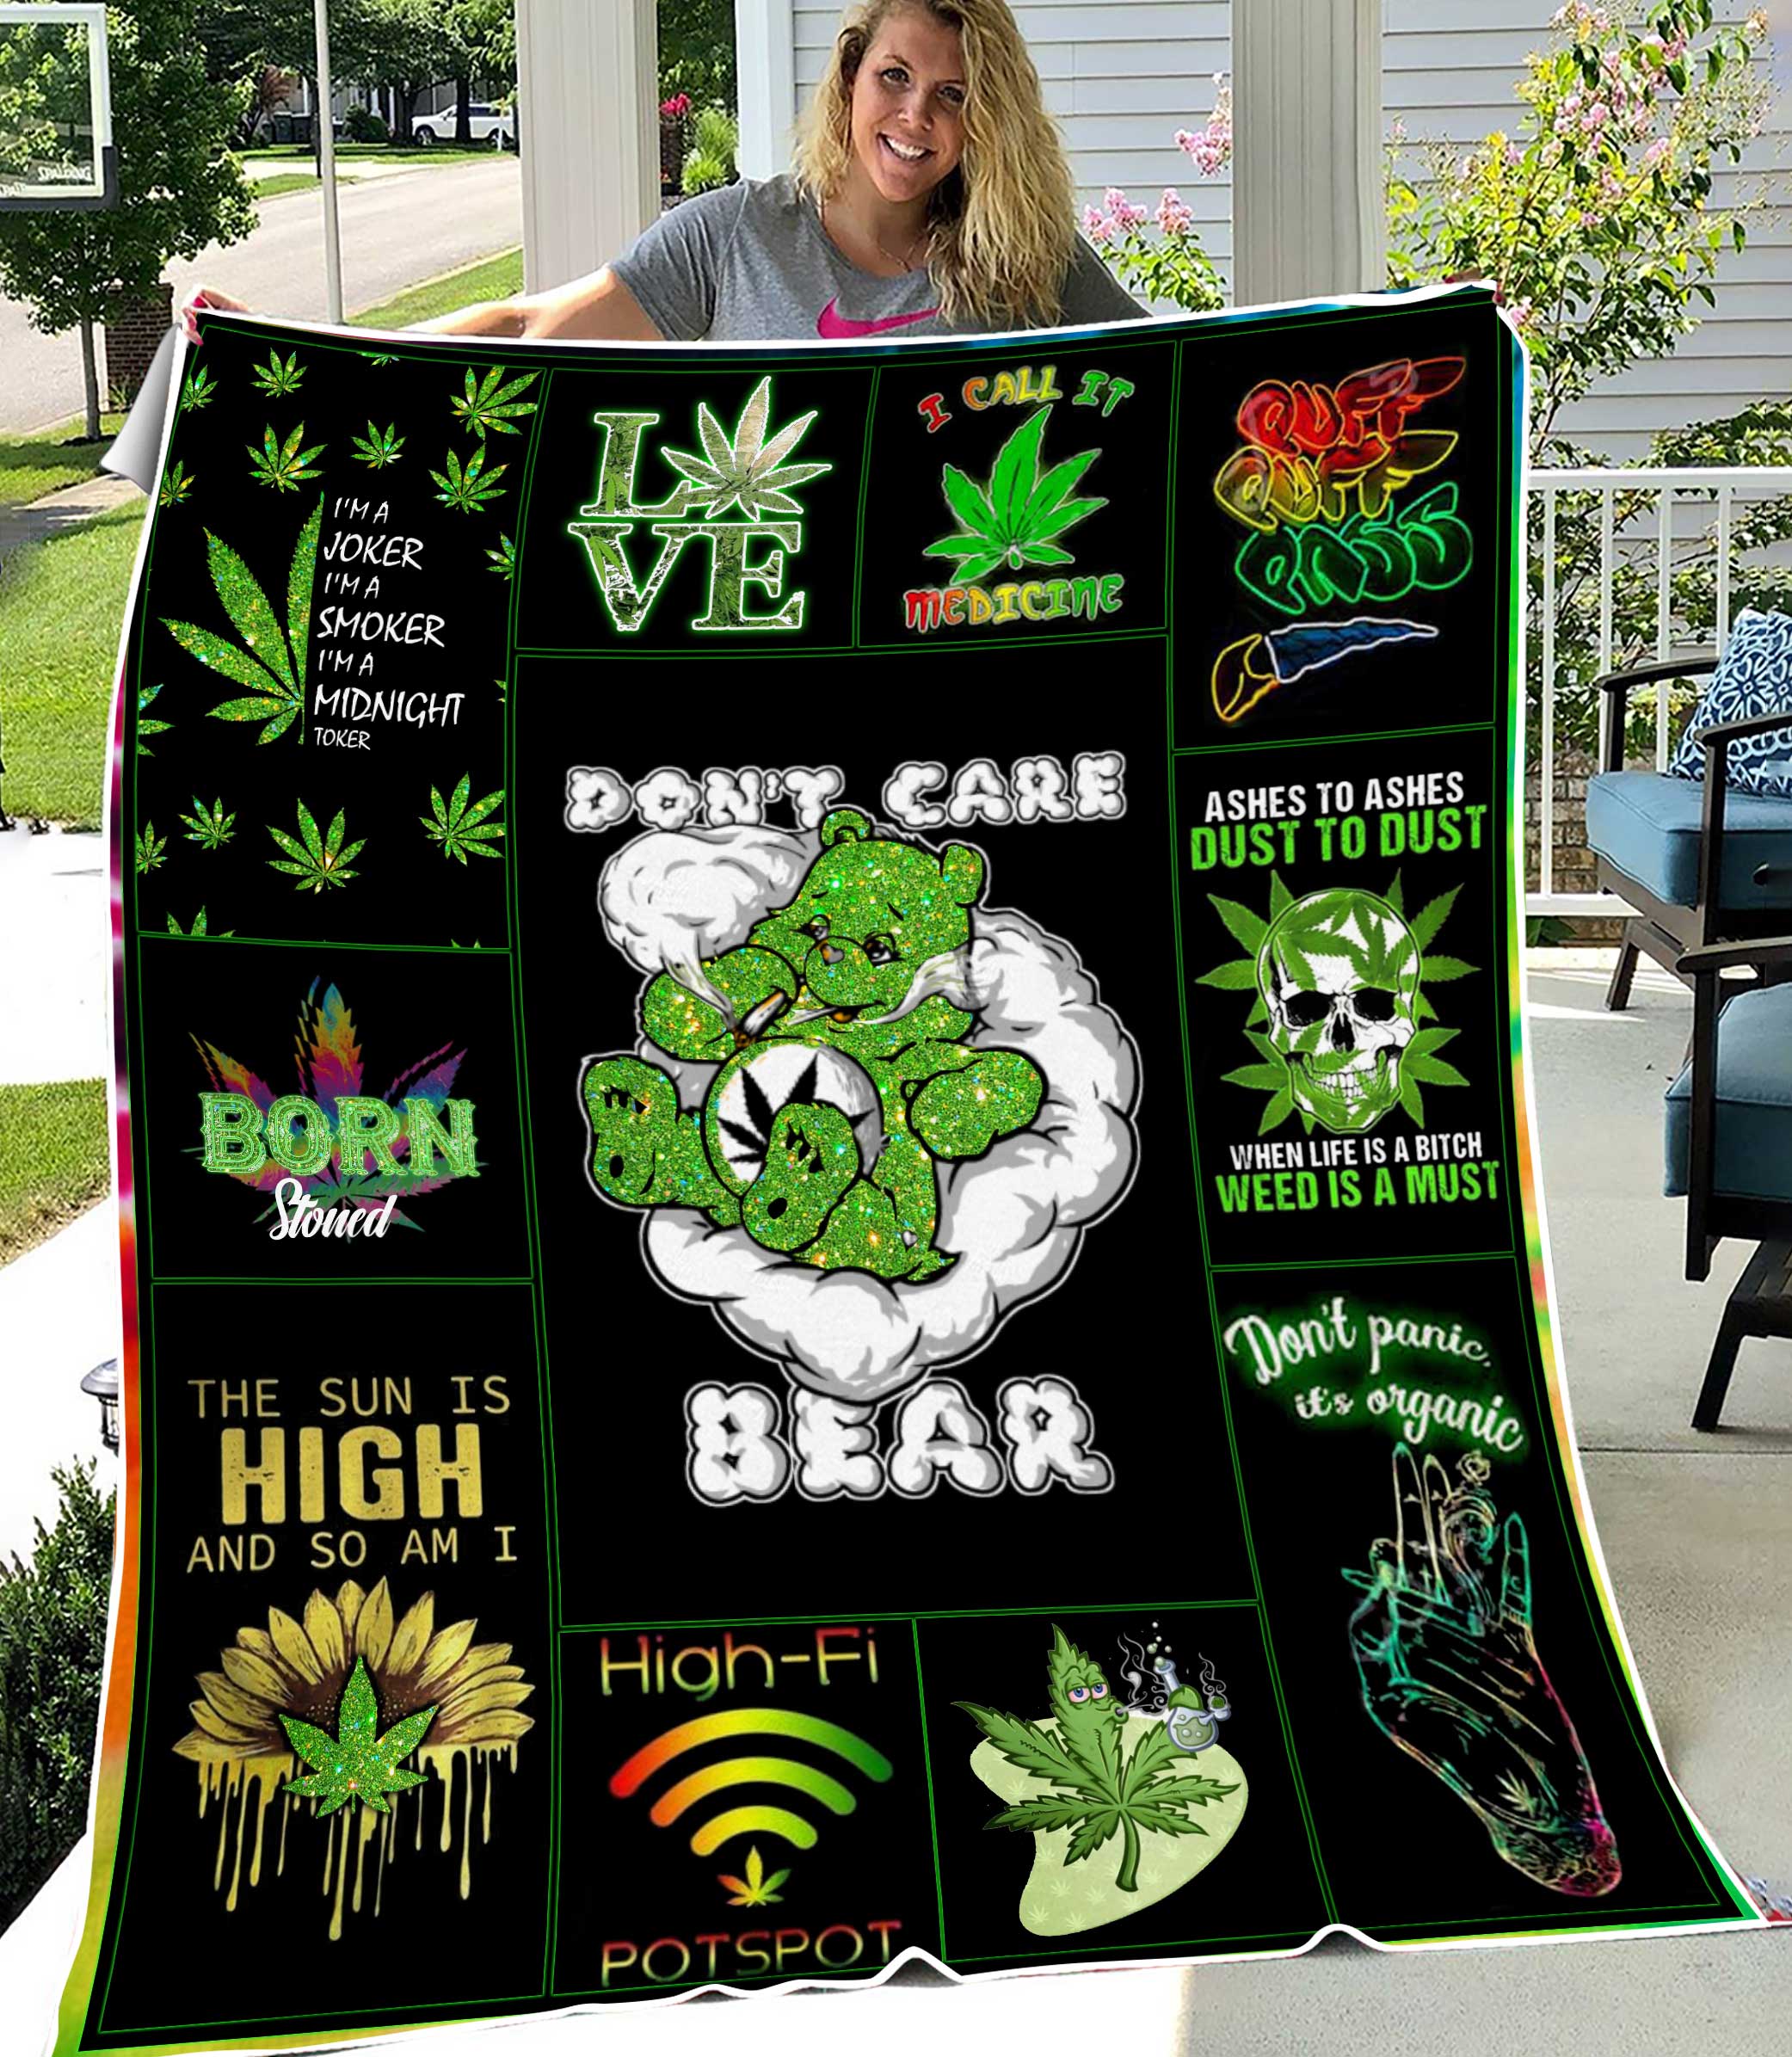 I'M A
JOKER
I'M A
SMOKER
I'M A
MIDNIGHT
TOKER
LOVE
I CALL IT
MEDICINE
PUFF
PUFF
PASS
DON'T CARE
BEAR
ASHES TO ASHES
DUST TO DUST
WHEN LIFE IS A BITCH
WEED IS A MUST
BORN
Stoned
THE SUN IS
HIGH
AND SO AM I
High-Fi
POTSPOT
Don't panic,
it's organic